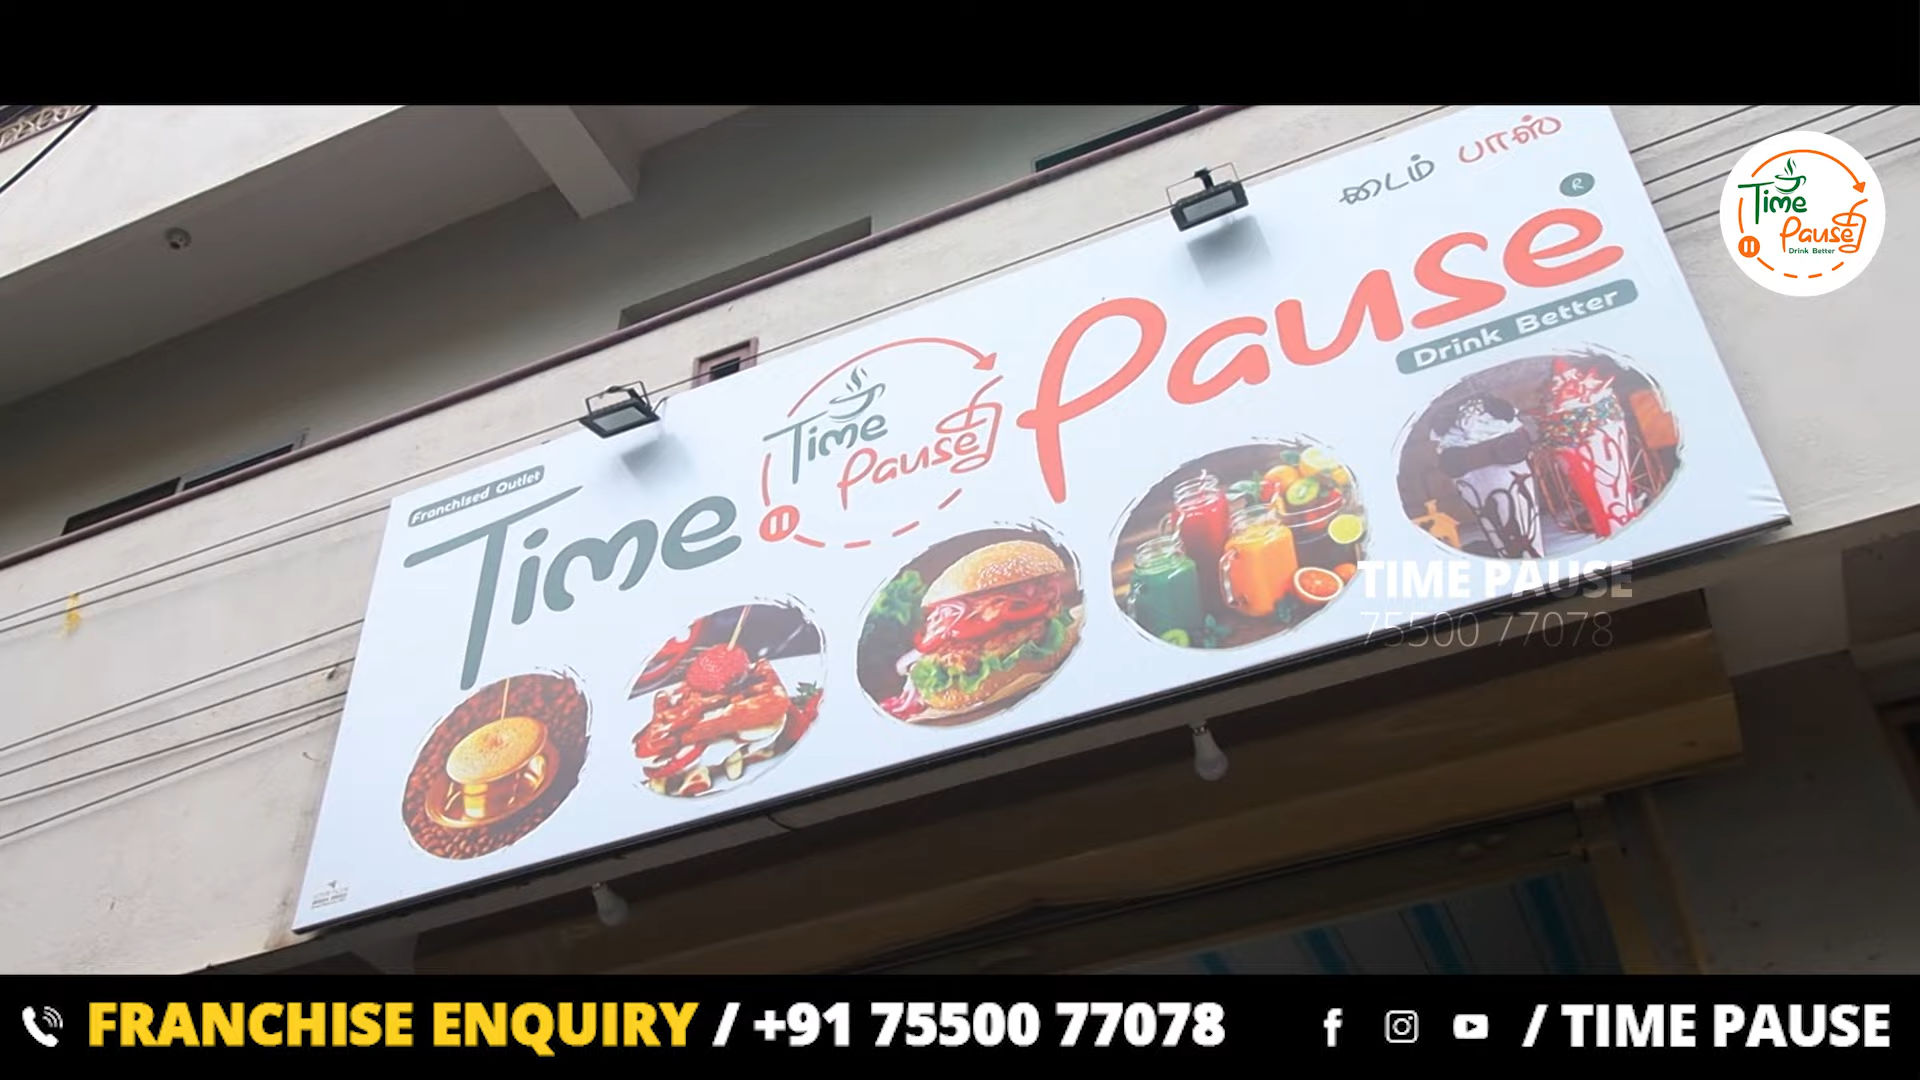 டைம் பாஸ்
R
Time
Pause
Drink Better
Franchised Outlet
Time
Time
Pause
Pause
Drink Better
TIME PAUSE
75500 77078
FRANCHISE ENQUIRY / +91 75500 77078
/ TIME PAUSE